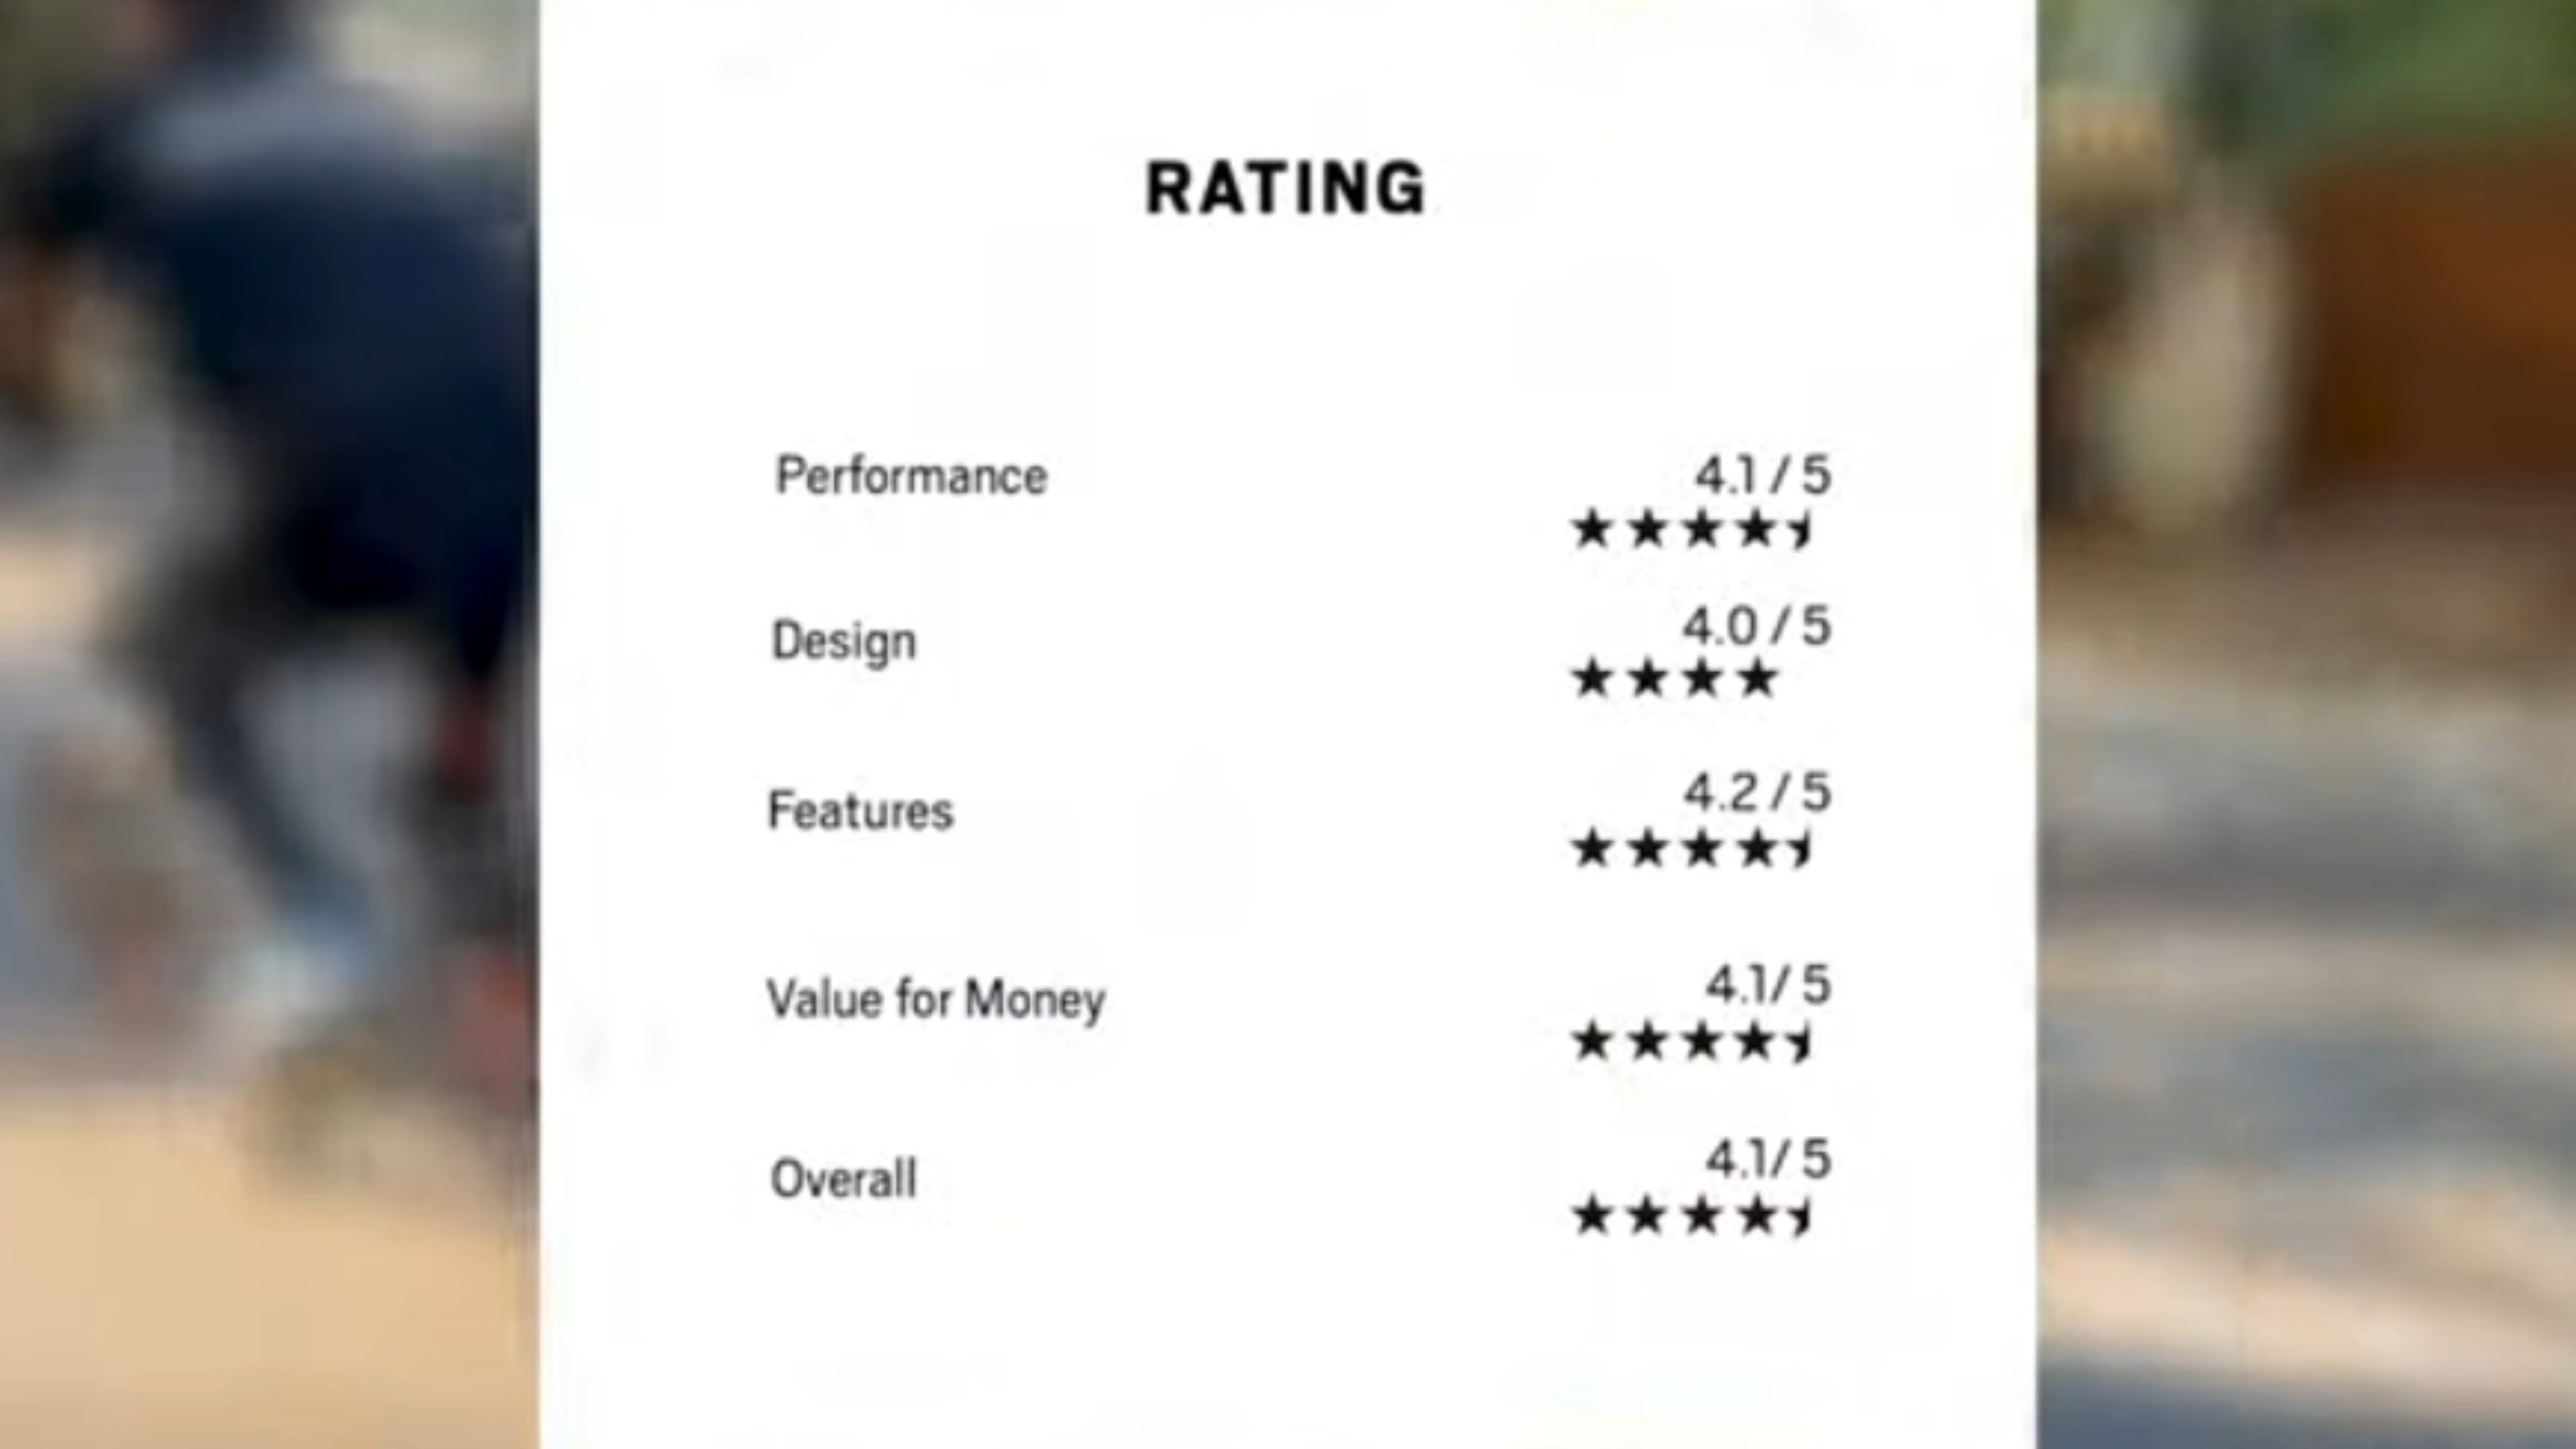 RATING
Performance 4.1 / 5
★★★★⯨
Design 4.0 / 5
★★★★
Features 4.2 / 5
★★★★⯨
Value for Money 4.1/ 5
★★★★⯨
Overall 4.1/ 5
★★★★⯨